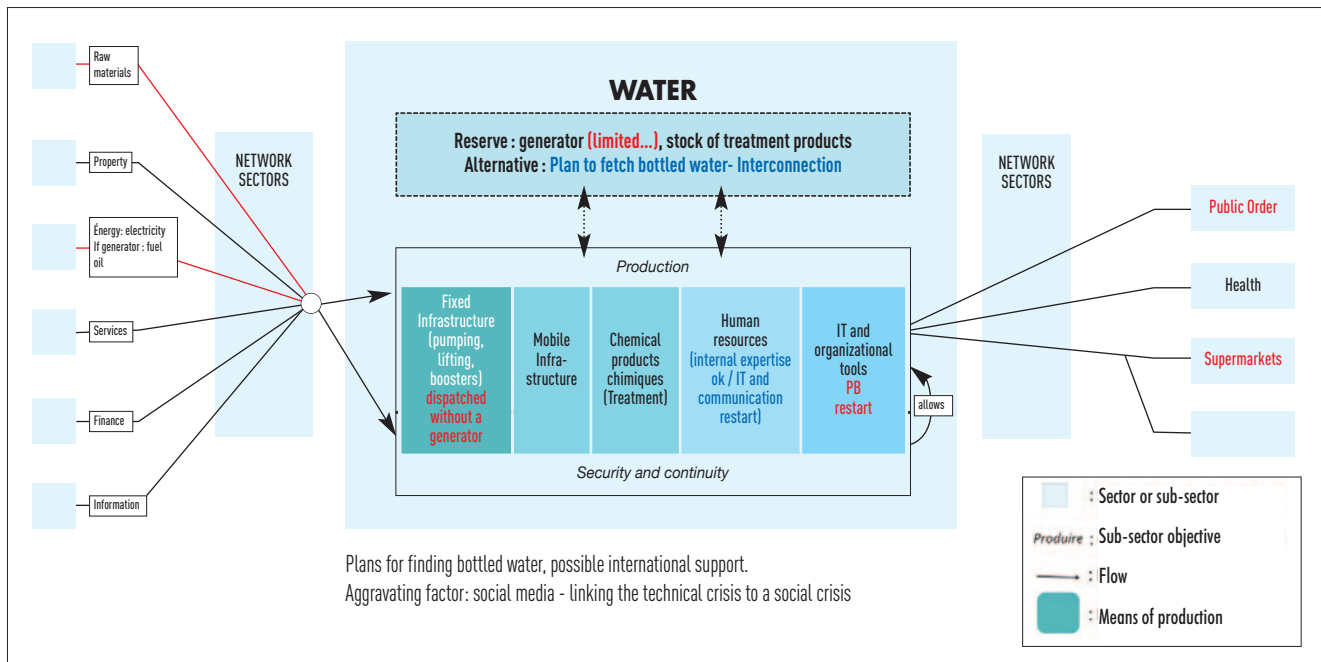 Raw
materials
Property
Énergy: electricity
If generator : fuel
oil
Services
Finance
Information
NETWORK
SECTORS
WATER
Reserve : generator (limited...), stock of treatment products
Alternative : Plan to fetch bottled water- Interconnection
Production
Fixed
Infrastructure
(pumping,
lifting,
boosters)
dispatched
without a
generator
Mobile
Infra-
structure
Chemical
products
chimiques
(Treatment)
Human
resources
(internal expertise
ok / IT and
communication
restart)
IT and
organizational
tools
PB
restart
allows
Security and continuity
NETWORK
SECTORS
Public Order
Health
Supermarkets
Plans for finding bottled water, possible international support.
Aggravating factor: social media - linking the technical crisis to a social crisis
: Sector or sub-sector
Produire : Sub-sector objective
: Flow
: Means of production